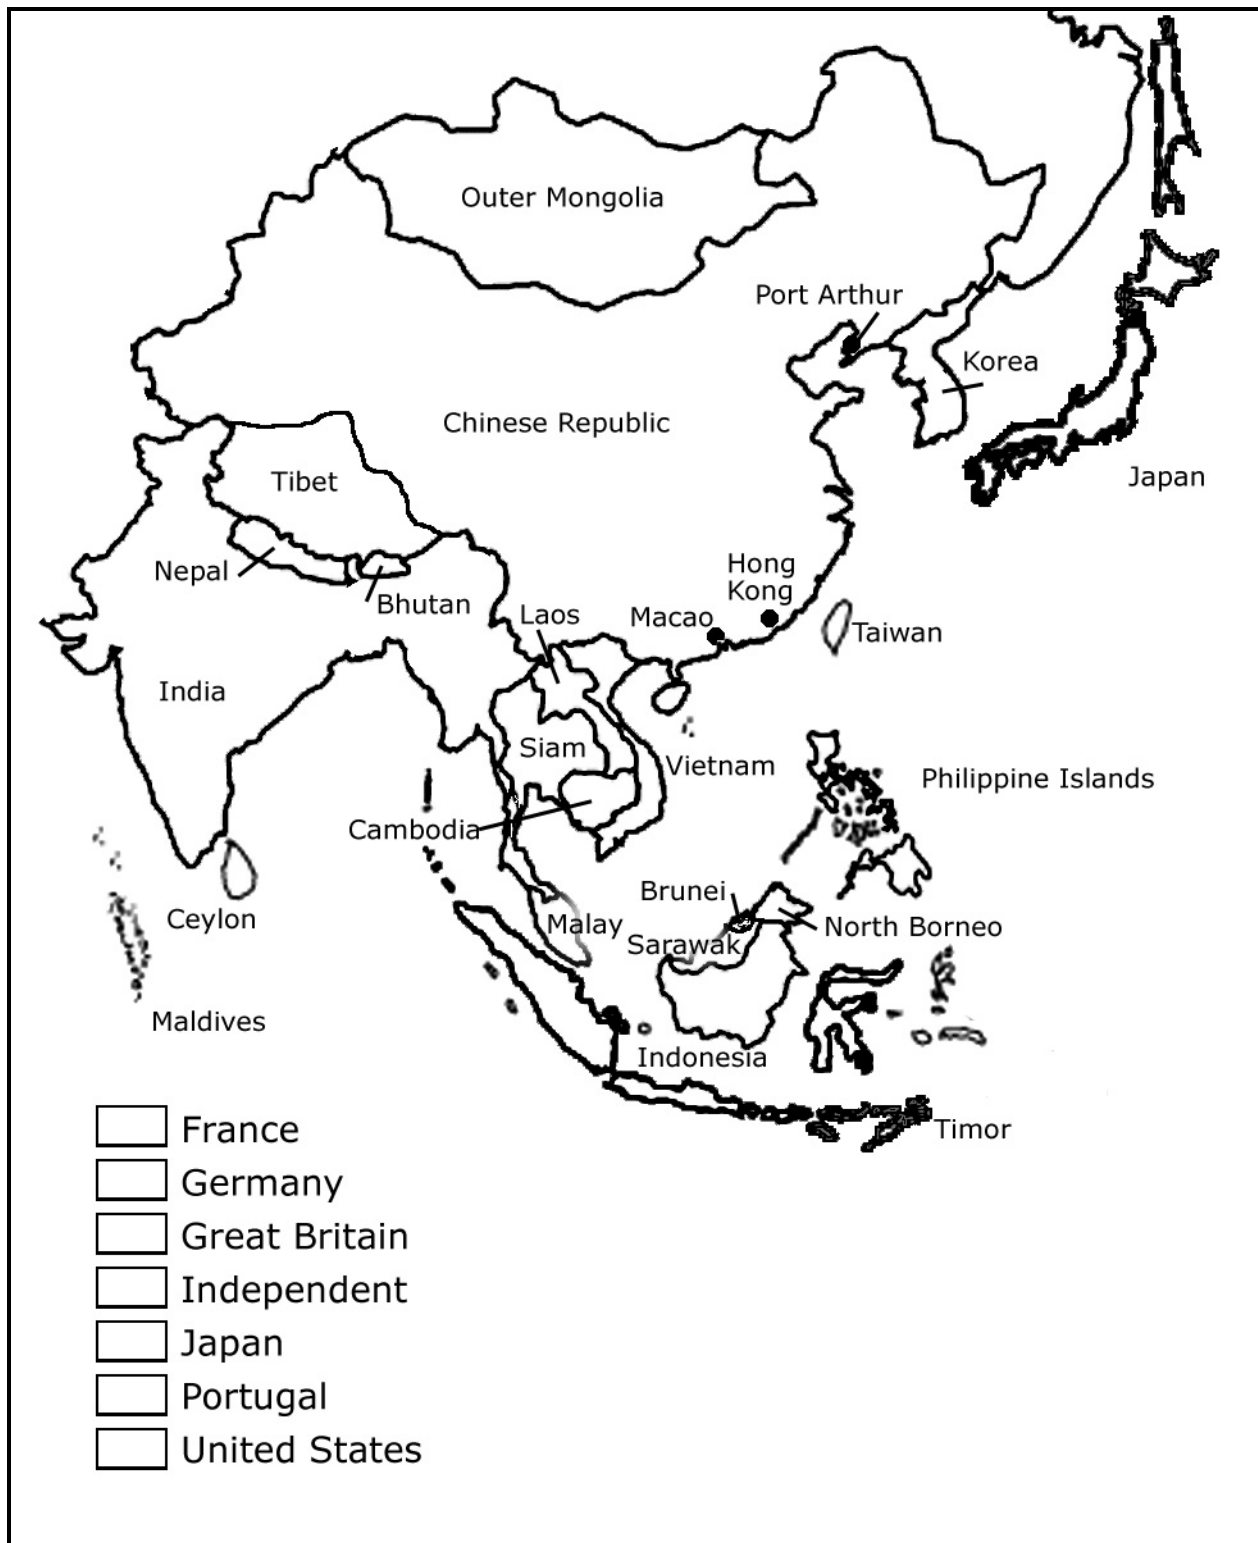 Outer Mongolia
Port Arthur
Korea
Chinese Republic
Japan
Tibet
Hong
Kong
Nepal
Bhutan
Laos
Macao
Taiwan
India
Siam
Vietnam
Philippine Islands
Cambodia
Brunei
Ceylon
Malay
North Borneo
Sarawak
Maldives
Indonesia
Timor
France
Germany
Great Britain
Independent
Japan
Portugal
United States